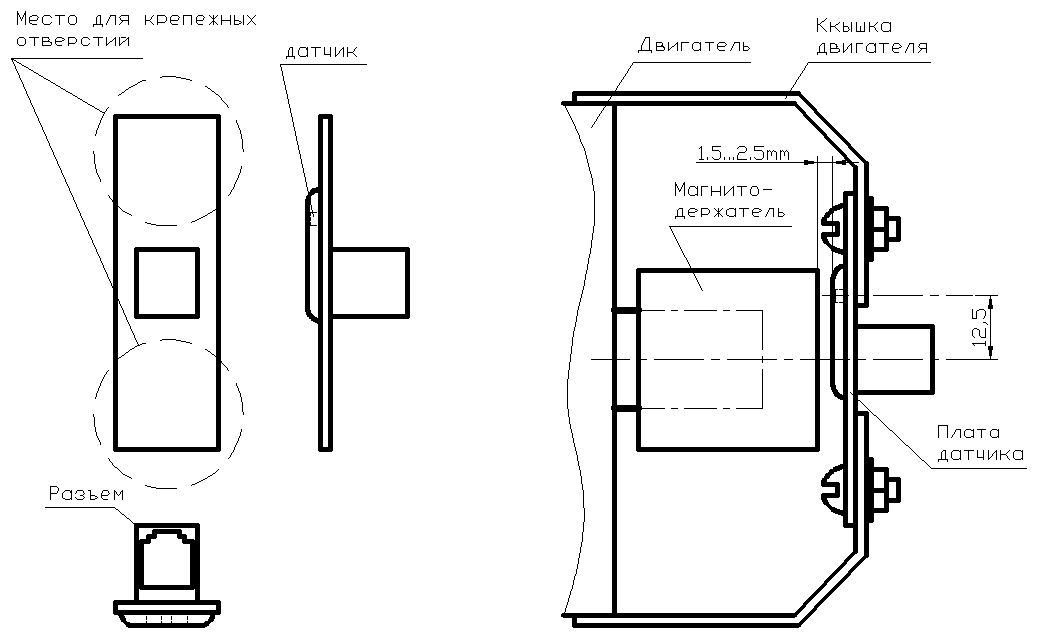 Место для крепежных
отверстий
датчик
Разъем
Двигатель
Ккышка
двигателя
1.5...2.5mm
Магнито-
держатель
12,5
Плата
датчика